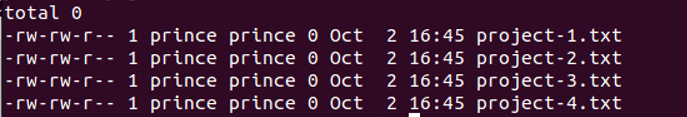 total 0
-rw-rw-r-- 1 prince prince 0 Oct  2 16:45 project-1.txt
-rw-rw-r-- 1 prince prince 0 Oct  2 16:45 project-2.txt
-rw-rw-r-- 1 prince prince 0 Oct  2 16:45 project-3.txt
-rw-rw-r-- 1 prince prince 0 Oct  2 16:45 project-4.txt